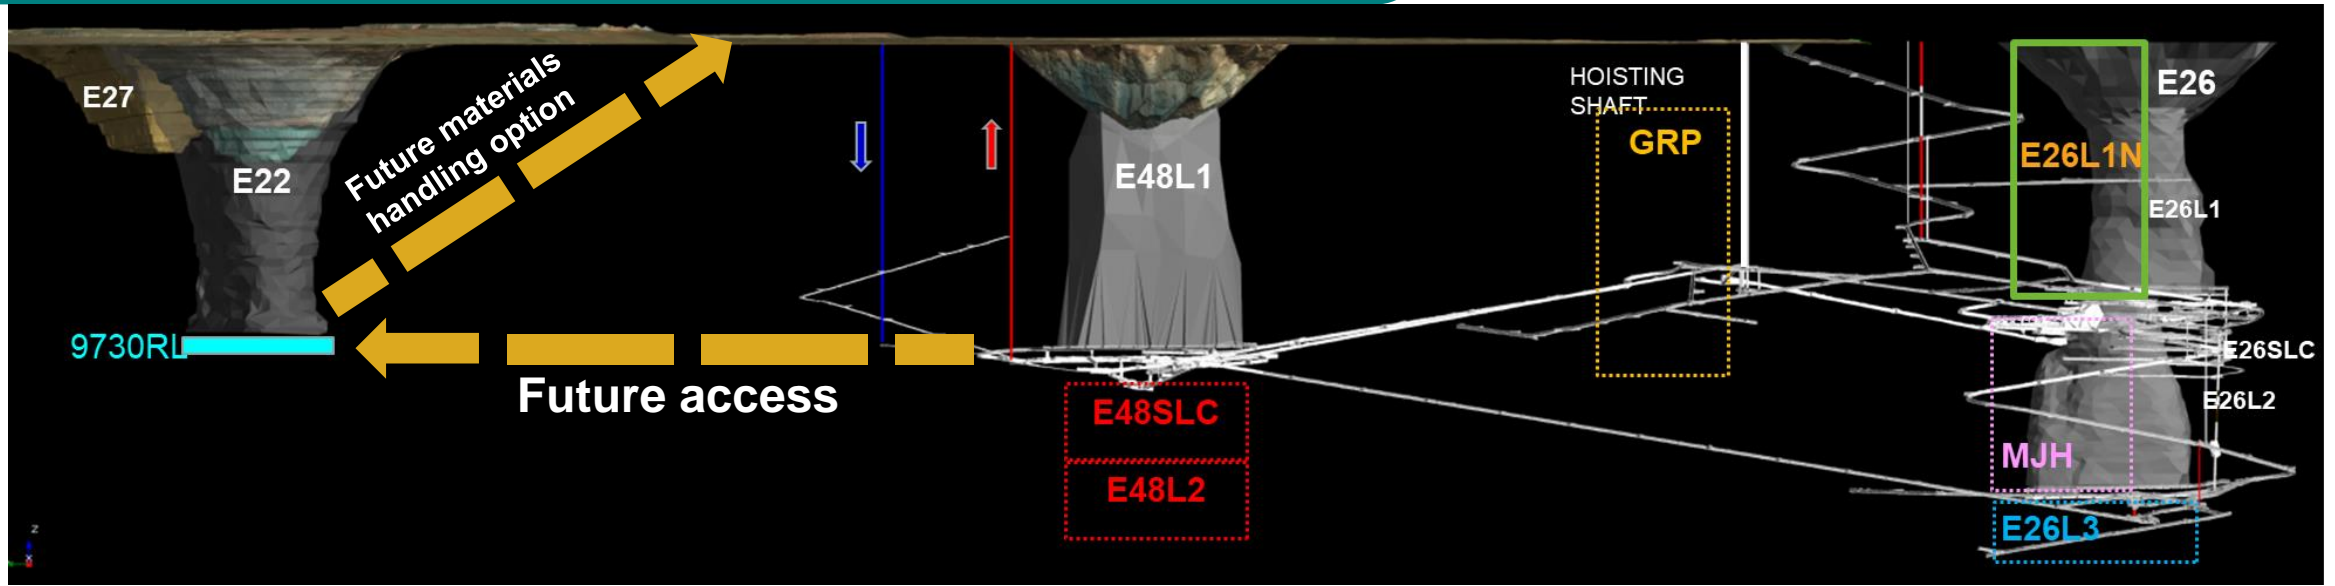 E27
E22
9730RL
Future materials
handling option
Future access
E48L1
E48SLC
E48L2
HOISTING
SHAFT
GRP
E26
E26L1N
E26L1
E26SLC
E26L2
MJH
E26L3
z
x